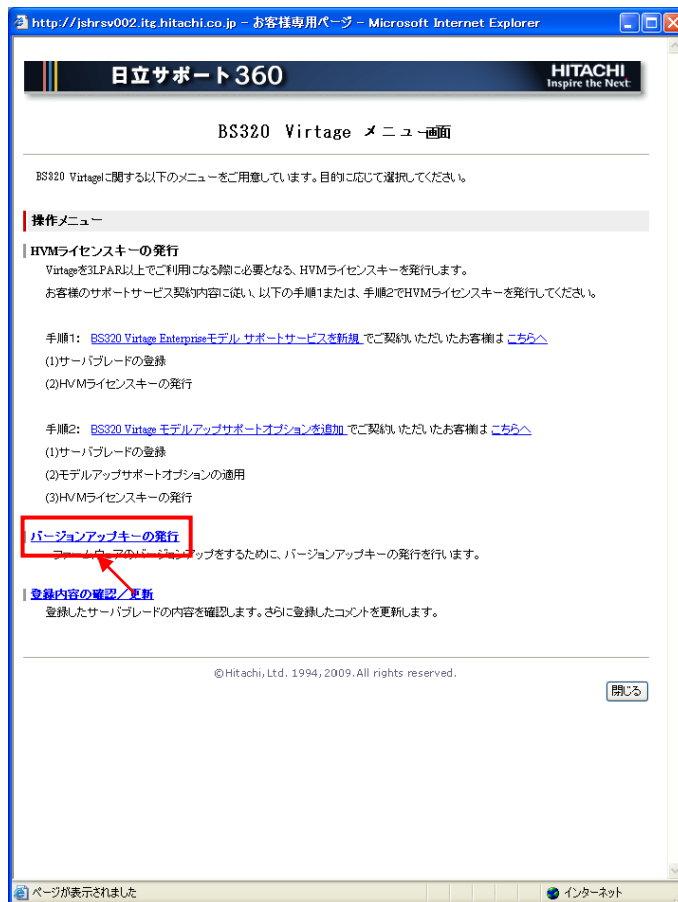 http://jshrsv002.itg.hitachi.co.jp - お客様専用ページ - Microsoft Internet Explorer
日立サポート360
HITACHI
Inspire the Next
BS320 Virtage メニュー画面
BS320 Virtageに関する以下のメニューをご用意しています。目的に応じて選択してください。
操作メニュー
HVMライセンスキーの発行
Virtageを3LPAR以上でご利用になる際に必要となる、HVMライセンスキーを発行します。
お客様のサポートサービス契約内容に従い、以下の手順1または、手順2でHVMライセンスキーを発行してください。
手順1: BS320 Virtage Enterpriseモデル サポートサービスを新規 でご契約いただいたお客様は こちらへ
(1)サーバブレードの登録
(2)HVMライセンスキーの発行
手順2: BS320 Virtage モデルアップサポートオプションを追加 でご契約いただいたお客様は こちらへ
(1)サーバブレードの登録
(2)モデルアップサポートオプションの適用
(3)HVMライセンスキーの発行
バージョンアップキーの発行
ファームウェアのバージョンアップをするために、バージョンアップキーの発行を行います。
登録内容の確認/更新
登録したサーバブレードの内容を確認します。さらに登録したコメントを更新します。
©Hitachi, Ltd. 1994, 2009. All rights reserved.
閉じる
ページが表示されました
インターネット